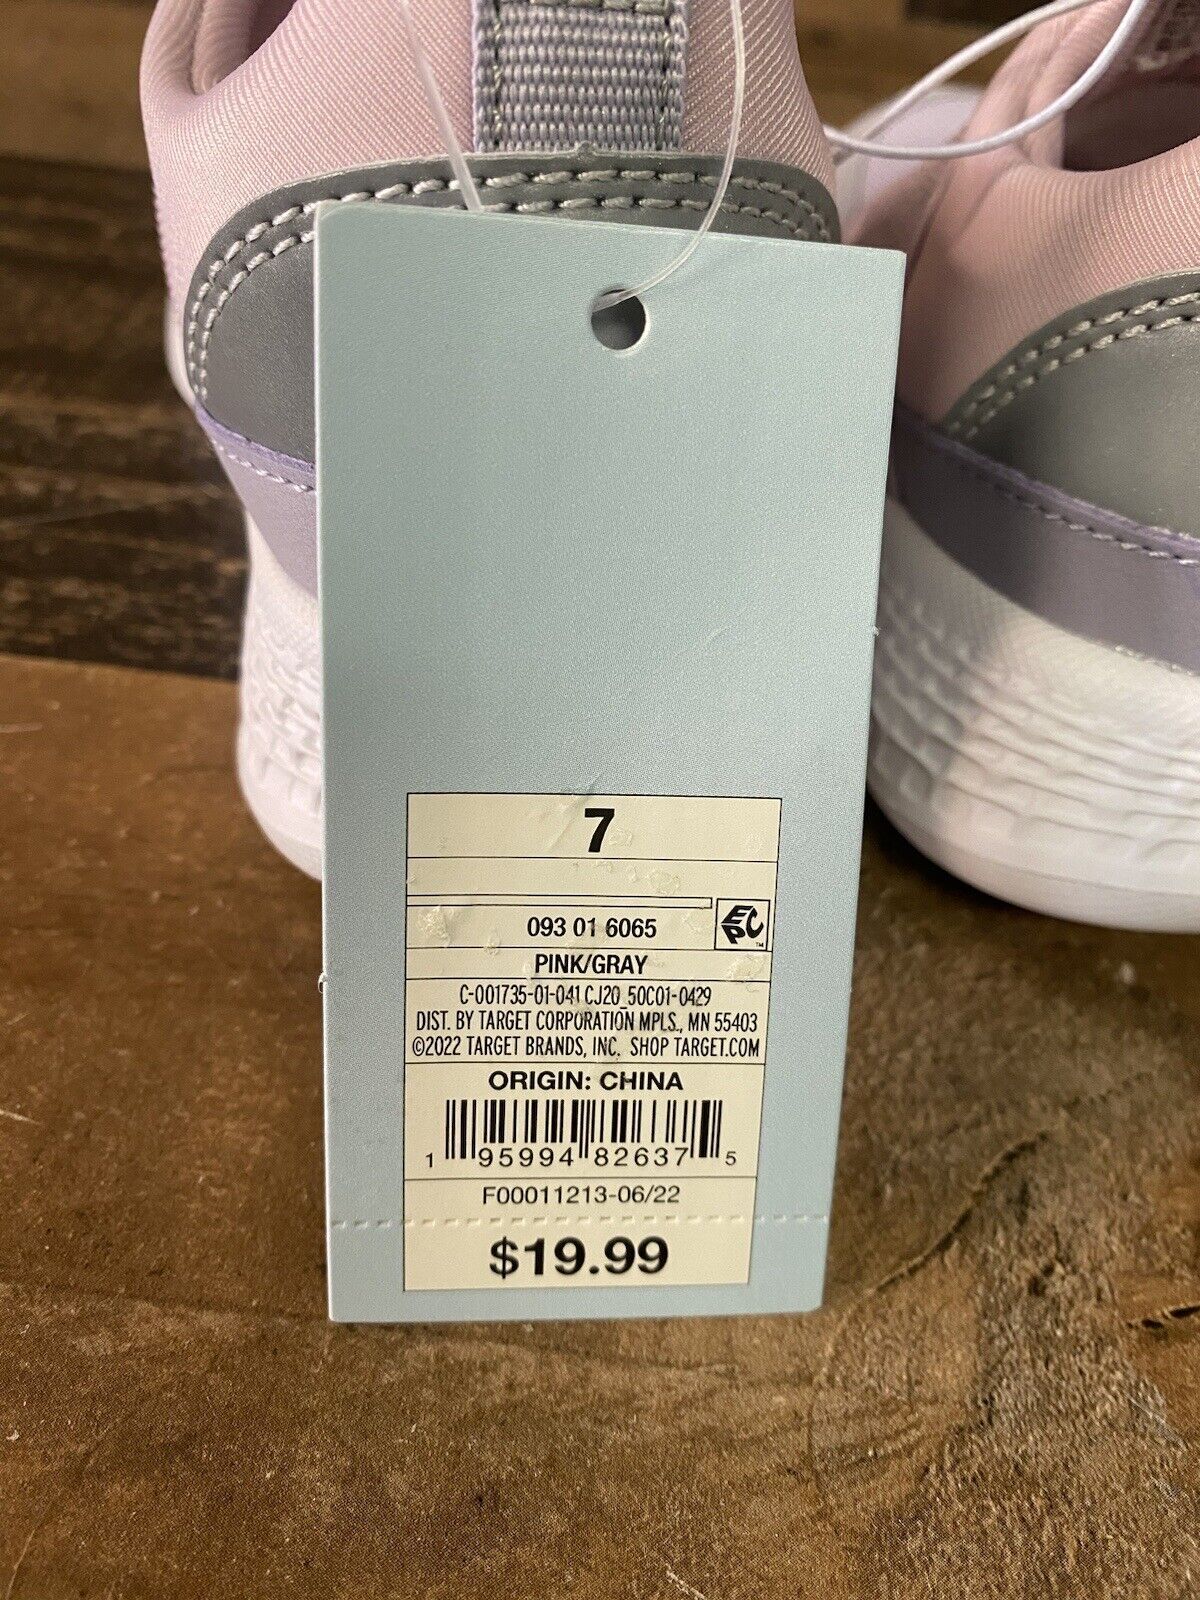 7
093 01 6065
EPC™
PINK/GRAY
C-001735-01-041 CJ20_50C01-0429
DIST. BY TARGET CORPORATION MPLS., MN 55403
©2022 TARGET BRANDS, INC. SHOP TARGET.COM
ORIGIN: CHINA
1 95994 82637 5
F00011213-06/22
$19.99